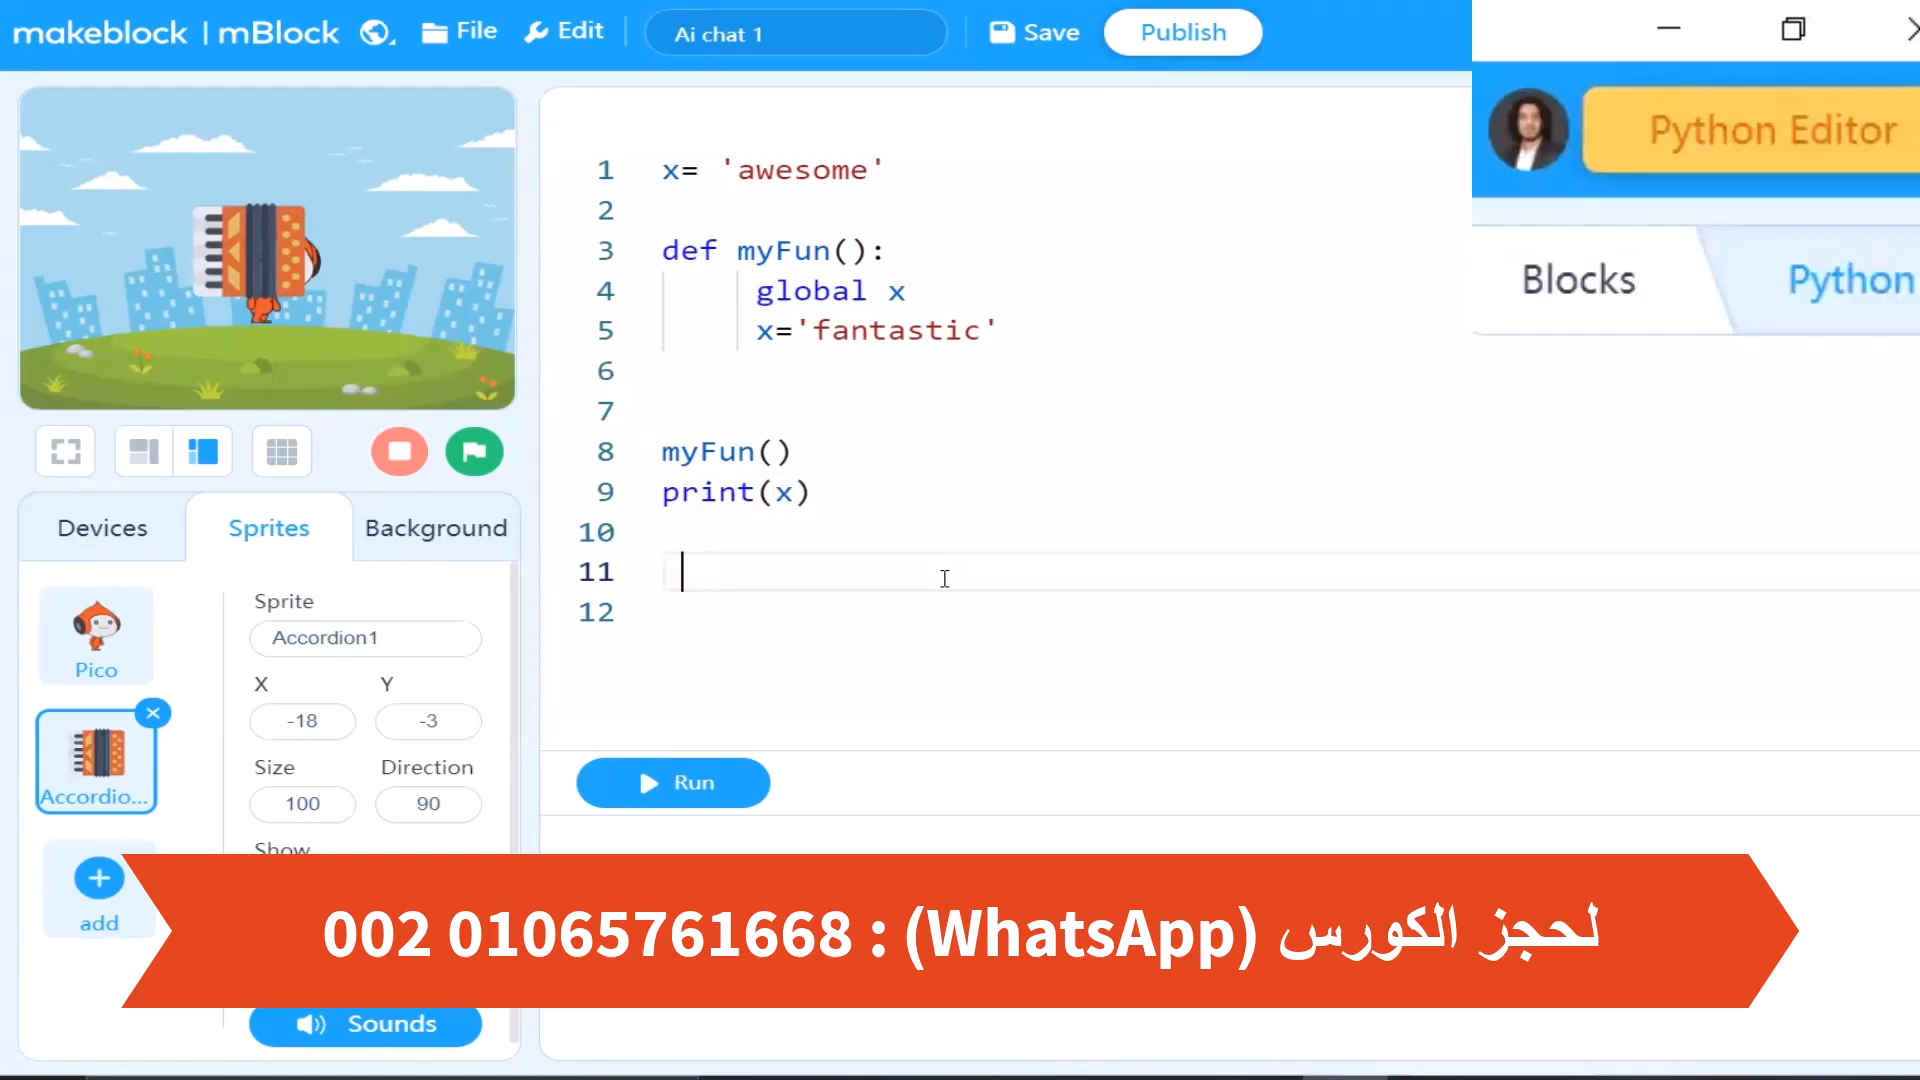 makeblock | mBlock
File
Edit
Ai chat 1
Save
Publish
Python Editor
Blocks
Python
1 x= 'awesome'
2
3 def myFun():
4 global x
5 x='fantastic'
6
7
8 myFun()
9 print(x)
10
11
12
Run
Devices
Sprites
Background
Pico
Accordio...
add
Sprite
Accordion1
X
Y
-18
-3
Size
Direction
100
90
Show
Sounds
لحجز الكورس (WhatsApp) : 002 01065761668